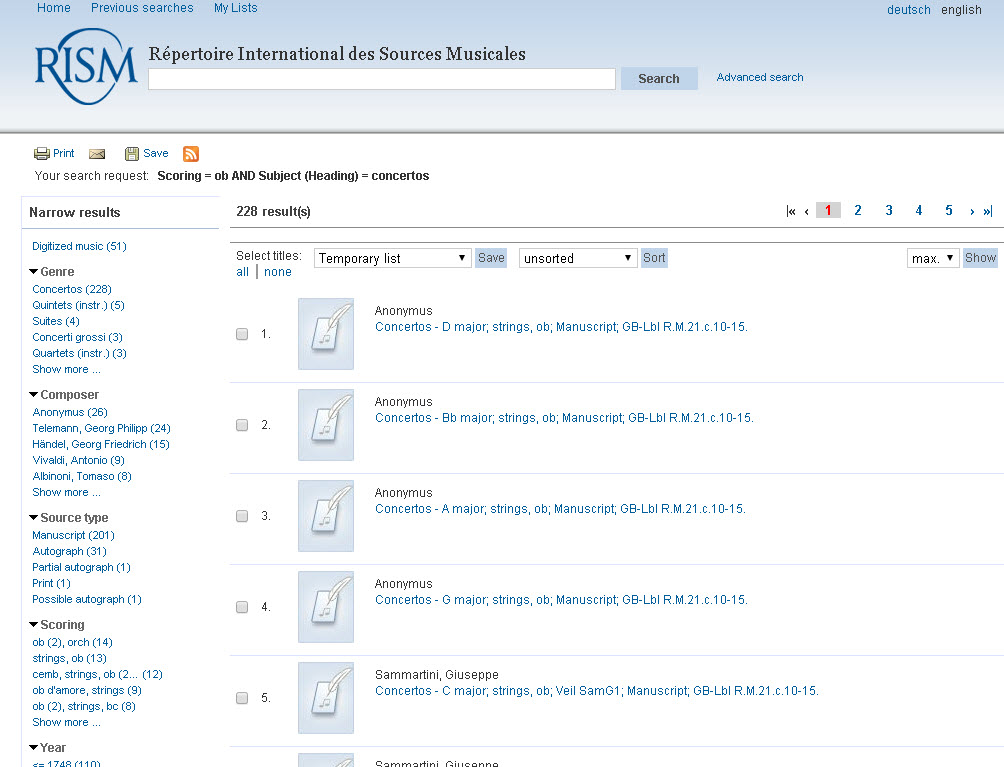 Home Previous searches My Lists deutsch english
RISM
Répertoire International des Sources Musicales
Search Advanced search
Print Save
Your search request: Scoring = ob AND Subject (Heading) = concertos
Narrow results
Digitized music (51)
Genre
Concertos (228)
Quintets (instr.) (5)
Suites (4)
Concerti grossi (3)
Quartets (instr.) (3)
Show more ...
Composer
Anonymus (26)
Telemann, Georg Philipp (24)
Händel, Georg Friedrich (15)
Vivaldi, Antonio (9)
Albinoni, Tomaso (8)
Show more ...
Source type
Manuscript (201)
Autograph (31)
Partial autograph (1)
Print (1)
Possible autograph (1)
Scoring
ob (2), orch (14)
strings, ob (13)
cemb, strings, ob (2... (12)
ob d'amore, strings (9)
ob (2), strings, bc (8)
Show more ...
Year
<= 1748 (110)
228 result(s) |« ‹ 1 2 3 4 5 › »|
Select titles: Temporary list Save unsorted Sort max. Show
all | none
1. Anonymus
Concertos - D major; strings, ob; Manuscript; GB-Lbl R.M.21.c.10-15.
2. Anonymus
Concertos - Bb major; strings, ob; Manuscript; GB-Lbl R.M.21.c.10-15.
3. Anonymus
Concertos - A major; strings, ob; Manuscript; GB-Lbl R.M.21.c.10-15.
4. Anonymus
Concertos - G major; strings, ob; Manuscript; GB-Lbl R.M.21.c.10-15.
5. Sammartini, Giuseppe
Concertos - C major; strings, ob; Veil SamG1; Manuscript; GB-Lbl R.M.21.c.10-15.
Sammartini, Giuseppe